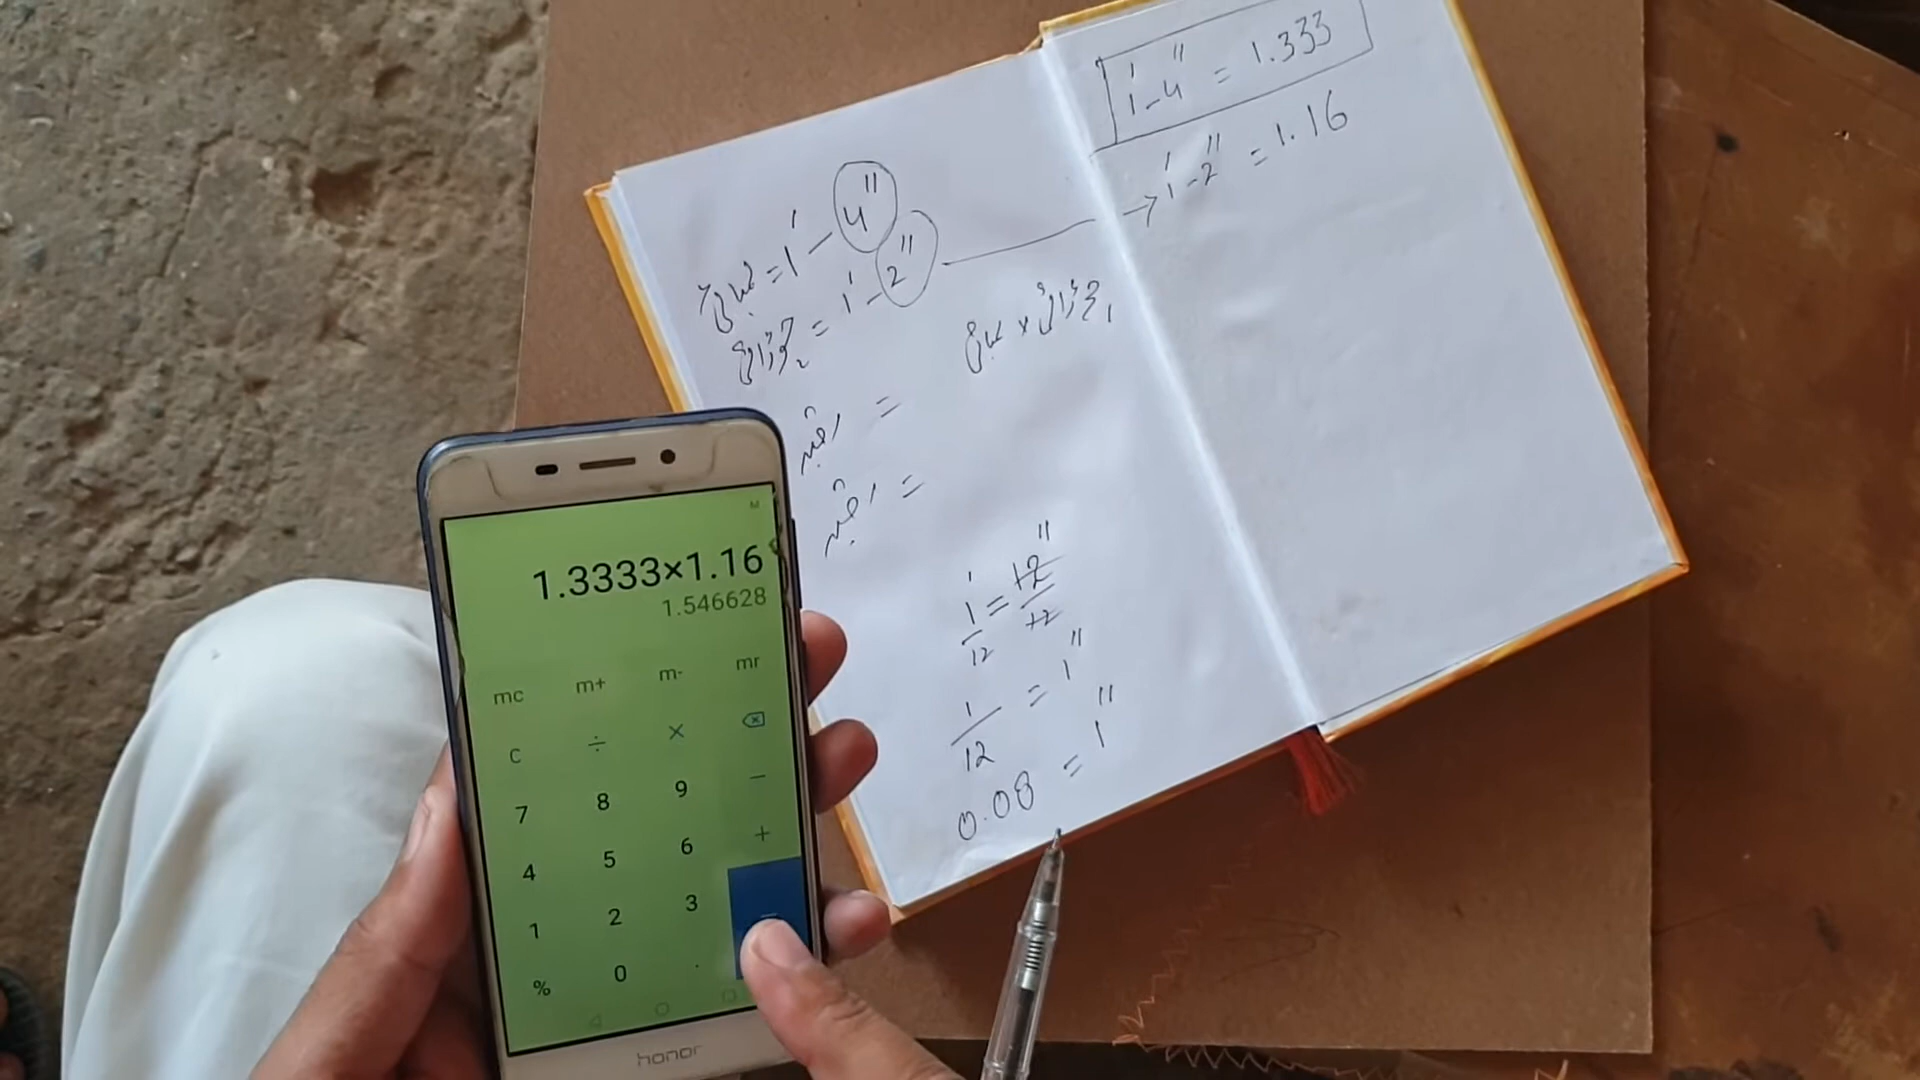 لمبائی = 1' - 4"
چوڑائی = 1' - 2"
رقبہ = لمبائی × چوڑائی
رقبہ =
1'/12 = 12"/12
1/12 = 1"
0.08 = 1"
1' - 4" = 1.333
→ 1' - 2" = 1.16
M
1.3333×1.16
1.546628
mc m+ m- mr
C ÷ ×
7 8 9 −
4 5 6 +
1 2 3 =
% 0 .
honor